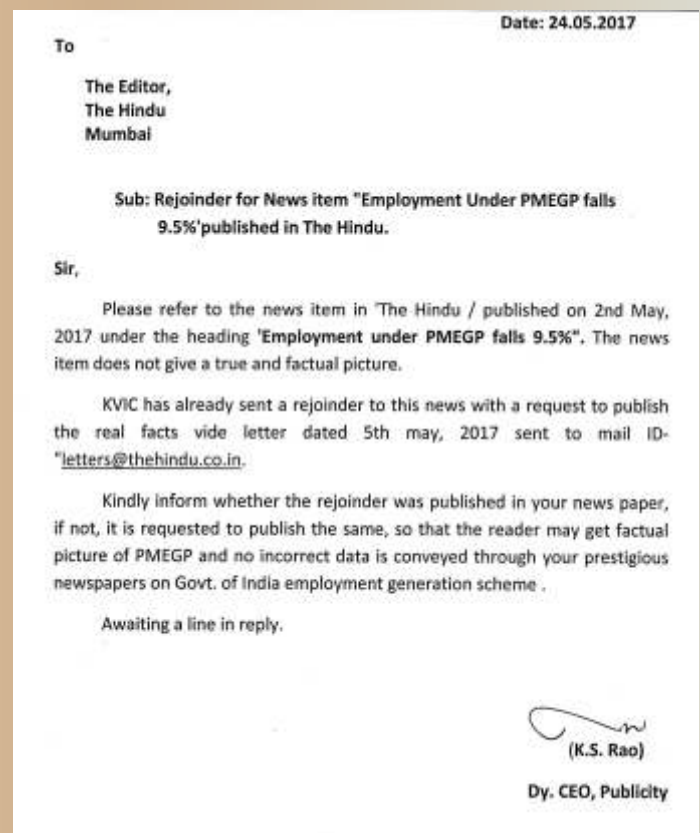 Date: 24.05.2017
To
The Editor,
The Hindu
Mumbai
Sub: Rejoinder for News item "Employment Under PMEGP falls
9.5%'published in The Hindu.
Sir,
Please refer to the news item in 'The Hindu / published on 2nd May,
2017 under the heading 'Employment under PMEGP falls 9.5%". The news
item does not give a true and factual picture.
KVIC has already sent a rejoinder to this news with a request to publish
the real facts vide letter dated 5th may, 2017 sent to mail ID-
"letters@thehindu.co.in.
Kindly inform whether the rejoinder was published in your news paper,
if not, it is requested to publish the same, so that the reader may get factual
picture of PMEGP and no incorrect data is conveyed through your prestigious
newspapers on Govt. of India employment generation scheme .
Awaiting a line in reply.
(K.S. Rao)
Dy. CEO, Publicity